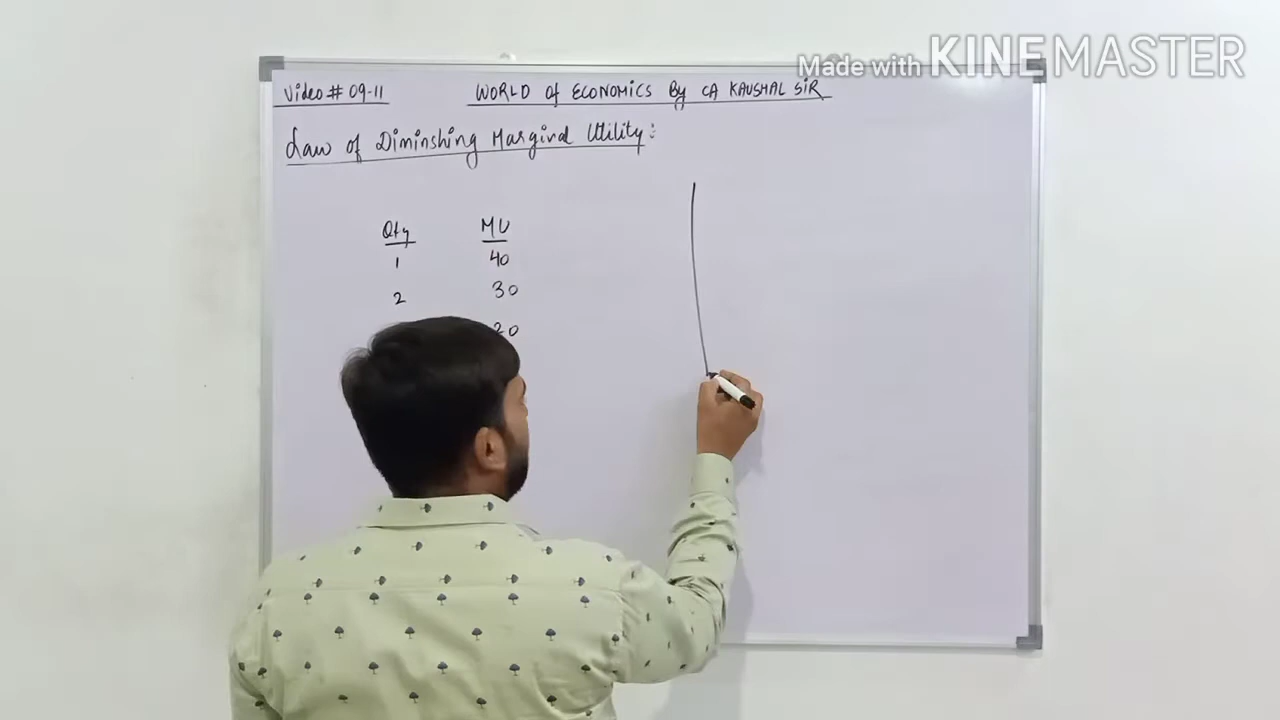 Made with KINEMASTER
Video # 09-11 WORLD of ECONOMICS By CA KAUSHAL SIR
Law of Diminshing Marginal Utility:
Qty MU
1 40
2 30
20